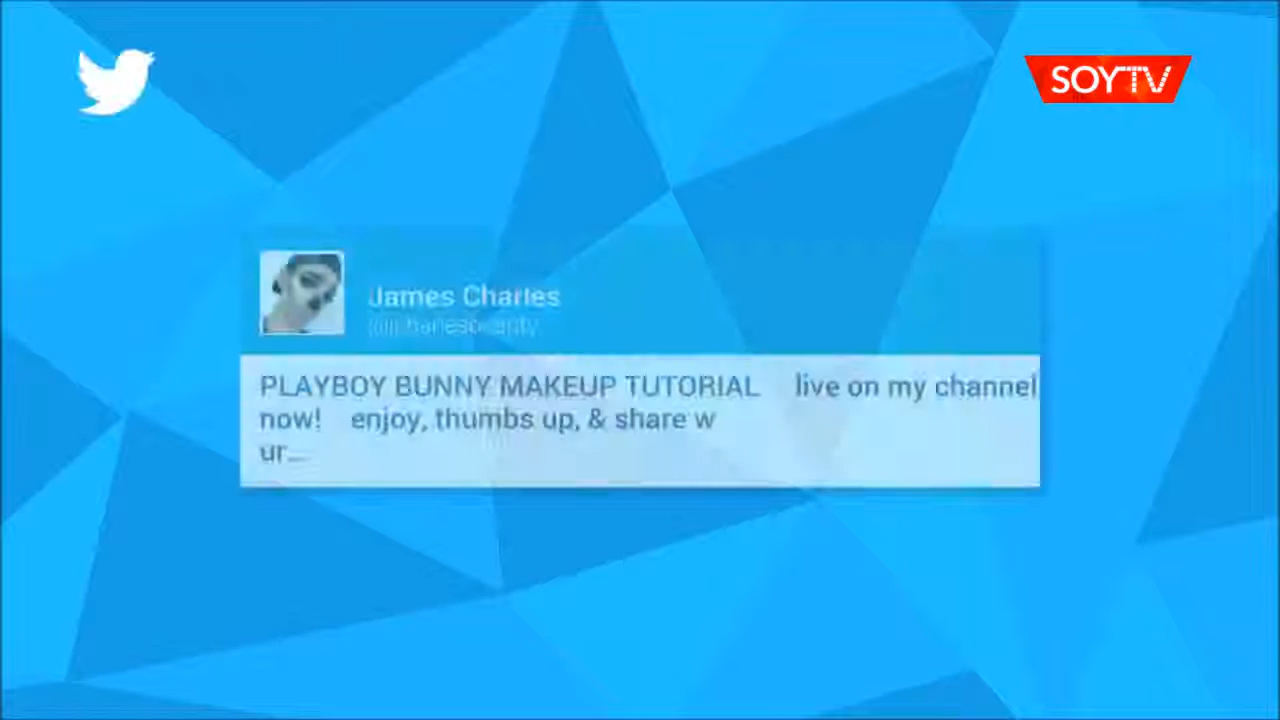 SOYTV
James Charles
PLAYBOY BUNNY MAKEUP TUTORIAL live on my channel
now! enjoy, thumbs up, & share w
ur...